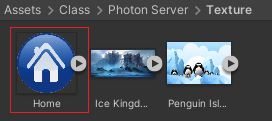 Assets > Class > Photon Server > Texture
Home Ice Kingd... Penguin Isl...